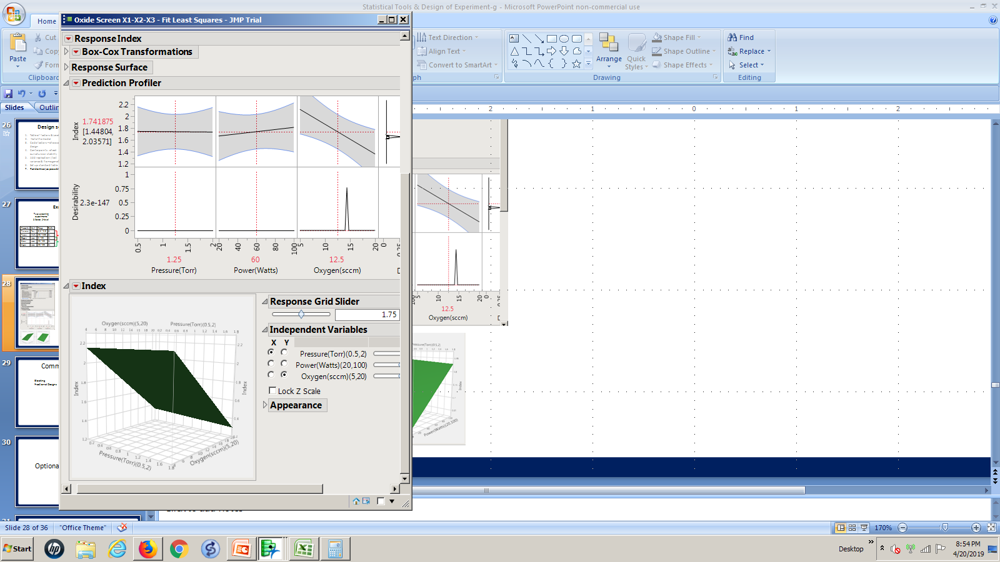 Statistical Tools & Design of Experiment-g - Microsoft PowerPoint non-commercial use
Oxide Screen X1-X2-X3 - Fit Least Squares - JMP Trial
Home
Paste
Cut
Clipboard
Text Direction
Align Text
Convert to SmartArt
Arrange
Quick Styles
Shape Fill
Shape Outline
Shape Effects
Drawing
Find
Replace
Select
Editing
Slides
Response Index
Box-Cox Transformations
Response Surface
Prediction Profiler
Index
1.741875
[1.44804,
2.03571]
2.2
2
1.8
1.6
1.4
1.2
Desirability
2.3e-147
1
0.75
0.5
0.25
0
0.5 1 1.5 2
20 40 60 80 100
5 10 15 20
0
1.25
60
12.5
Pressure(Torr)
Power(Watts)
Oxygen(sccm)
Index
Response Grid Slider
1.75
Independent Variables
X Y
Pressure(Torr)(0.5,2)
Power(Watts)(20,100)
Oxygen(sccm)(5,20)
Lock Z Scale
Appearance
Oxygen(sccm)(5,20)
Pressure(Torr)(0.5,2)
Index
Index
Pressure(Torr)(0.5,2)
Oxygen(sccm)(5,20)
2 1 0 1 2
5 10 15 20 0
12.5
Oxygen(sccm)
Power(Watts)(20,100)
26
27
28
29
30
31
Optional
Blocking
Fractional Designs
Slide 28 of 36
"Office Theme"
170%
Start
Desktop
8:54 PM
4/20/2019